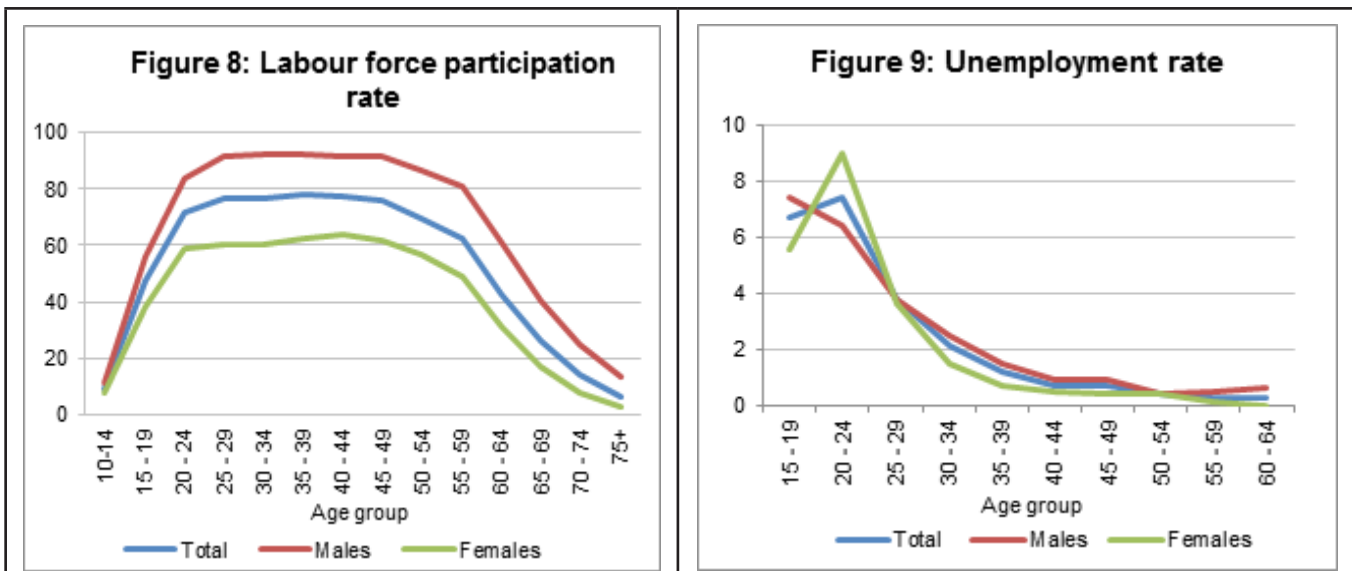 Figure 8: Labour force participation
rate
100
80
60
40
20
0
10-14
15 - 19
20 - 24
25 - 29
30 - 34
35 - 39
40 - 44
45 - 49
50 - 54
55 - 59
60 - 64
65 - 69
70 - 74
75+
Age group
Total Males Females
Figure 9: Unemployment rate
10
8
6
4
2
0
15 - 19
20 - 24
25 - 29
30 - 34
35 - 39
40 - 44
45 - 49
50 - 54
55 - 59
60 - 64
Age group
Total Males Females